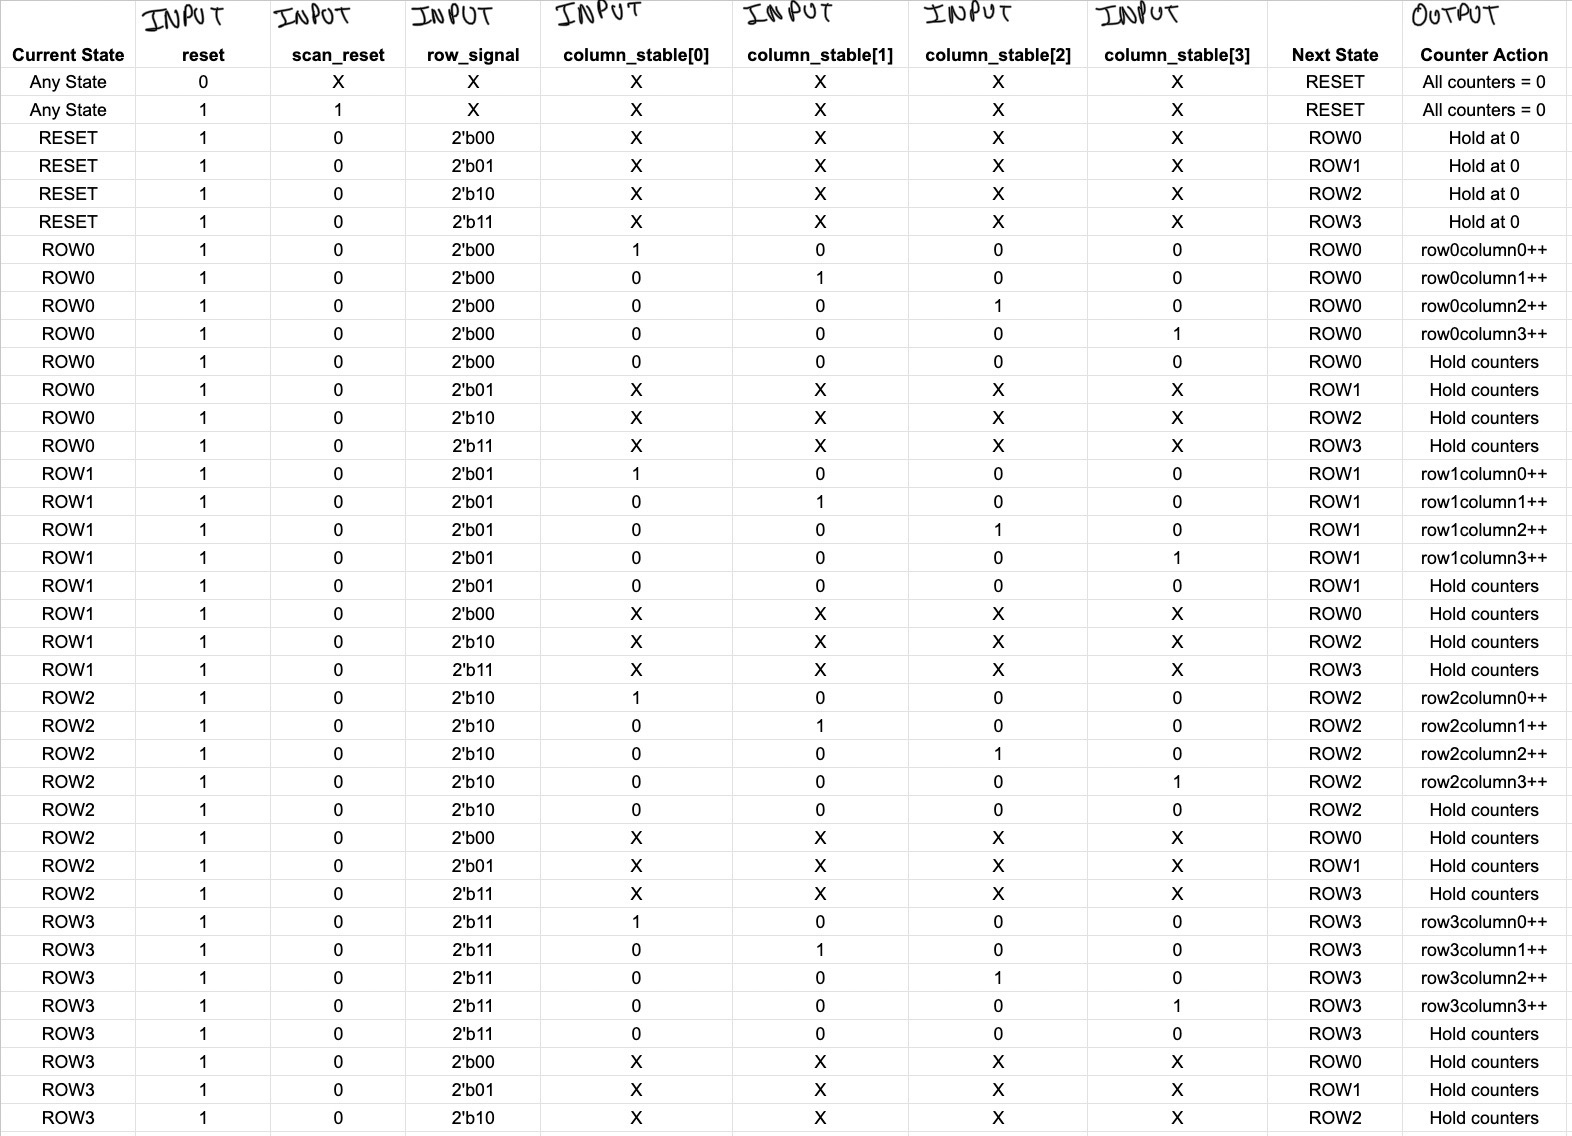 INPUT INPUT INPUT INPUT INPUT INPUT INPUT OUTPUT
Current State reset scan_reset row_signal column_stable[0] column_stable[1] column_stable[2] column_stable[3] Next State Counter Action
Any State 0 X X X X X X RESET All counters = 0
Any State 1 1 X X X X X RESET All counters = 0
RESET 1 0 2'b00 X X X X ROW0 Hold at 0
RESET 1 0 2'b01 X X X X ROW1 Hold at 0
RESET 1 0 2'b10 X X X X ROW2 Hold at 0
RESET 1 0 2'b11 X X X X ROW3 Hold at 0
ROW0 1 0 2'b00 1 0 0 0 ROW0 row0column0++
ROW0 1 0 2'b00 0 1 0 0 ROW0 row0column1++
ROW0 1 0 2'b00 0 0 1 0 ROW0 row0column2++
ROW0 1 0 2'b00 0 0 0 1 ROW0 row0column3++
ROW0 1 0 2'b00 0 0 0 0 ROW0 Hold counters
ROW0 1 0 2'b01 X X X X ROW1 Hold counters
ROW0 1 0 2'b10 X X X X ROW2 Hold counters
ROW0 1 0 2'b11 X X X X ROW3 Hold counters
ROW1 1 0 2'b01 1 0 0 0 ROW1 row1column0++
ROW1 1 0 2'b01 0 1 0 0 ROW1 row1column1++
ROW1 1 0 2'b01 0 0 1 0 ROW1 row1column2++
ROW1 1 0 2'b01 0 0 0 1 ROW1 row1column3++
ROW1 1 0 2'b01 0 0 0 0 ROW1 Hold counters
ROW1 1 0 2'b00 X X X X ROW0 Hold counters
ROW1 1 0 2'b10 X X X X ROW2 Hold counters
ROW1 1 0 2'b11 X X X X ROW3 Hold counters
ROW2 1 0 2'b10 1 0 0 0 ROW2 row2column0++
ROW2 1 0 2'b10 0 1 0 0 ROW2 row2column1++
ROW2 1 0 2'b10 0 0 1 0 ROW2 row2column2++
ROW2 1 0 2'b10 0 0 0 1 ROW2 row2column3++
ROW2 1 0 2'b10 0 0 0 0 ROW2 Hold counters
ROW2 1 0 2'b00 X X X X ROW0 Hold counters
ROW2 1 0 2'b01 X X X X ROW1 Hold counters
ROW2 1 0 2'b11 X X X X ROW3 Hold counters
ROW3 1 0 2'b11 1 0 0 0 ROW3 row3column0++
ROW3 1 0 2'b11 0 1 0 0 ROW3 row3column1++
ROW3 1 0 2'b11 0 0 1 0 ROW3 row3column2++
ROW3 1 0 2'b11 0 0 0 1 ROW3 row3column3++
ROW3 1 0 2'b11 0 0 0 0 ROW3 Hold counters
ROW3 1 0 2'b00 X X X X ROW0 Hold counters
ROW3 1 0 2'b01 X X X X ROW1 Hold counters
ROW3 1 0 2'b10 X X X X ROW2 Hold counters